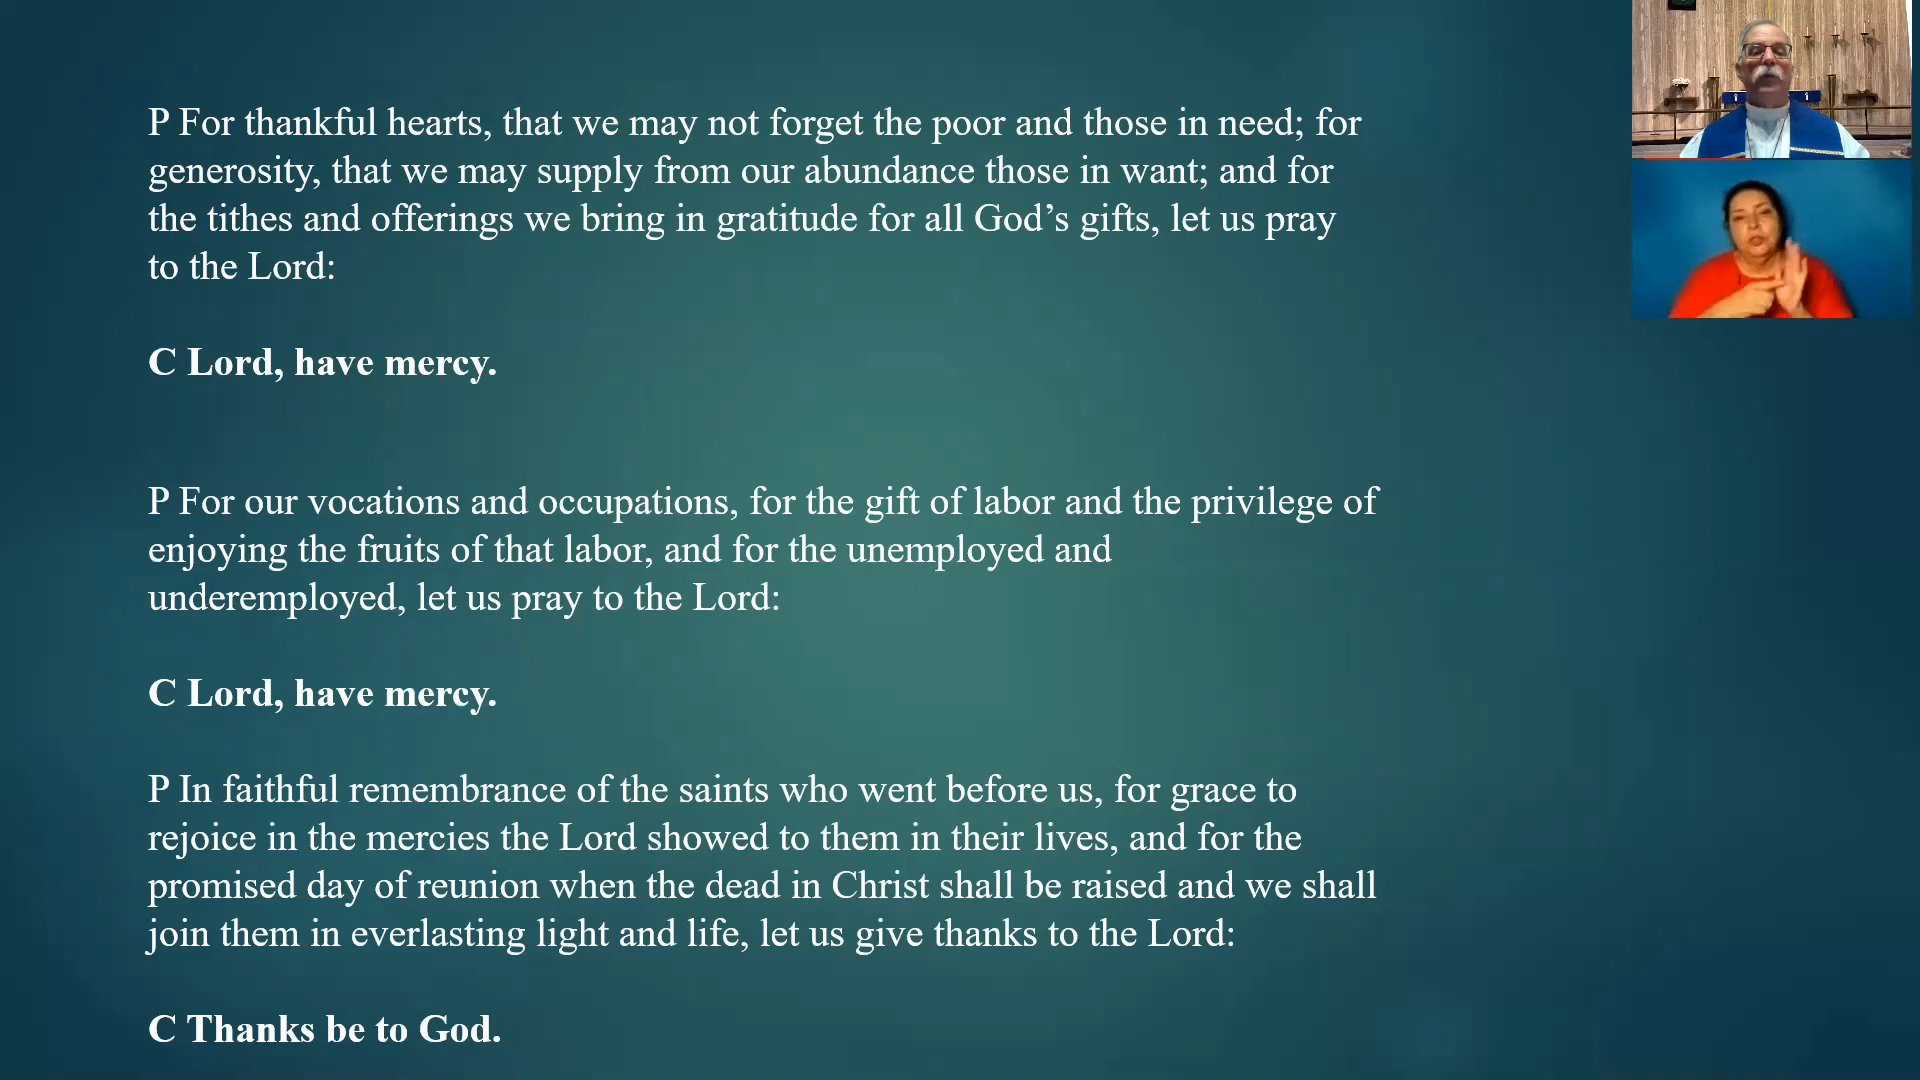 P For thankful hearts, that we may not forget the poor and those in need; for
generosity, that we may supply from our abundance those in want; and for
the tithes and offerings we bring in gratitude for all God’s gifts, let us pray
to the Lord:
C Lord, have mercy.
P For our vocations and occupations, for the gift of labor and the privilege of
enjoying the fruits of that labor, and for the unemployed and
underemployed, let us pray to the Lord:
C Lord, have mercy.
P In faithful remembrance of the saints who went before us, for grace to
rejoice in the mercies the Lord showed to them in their lives, and for the
promised day of reunion when the dead in Christ shall be raised and we shall
join them in everlasting light and life, let us give thanks to the Lord:
C Thanks be to God.